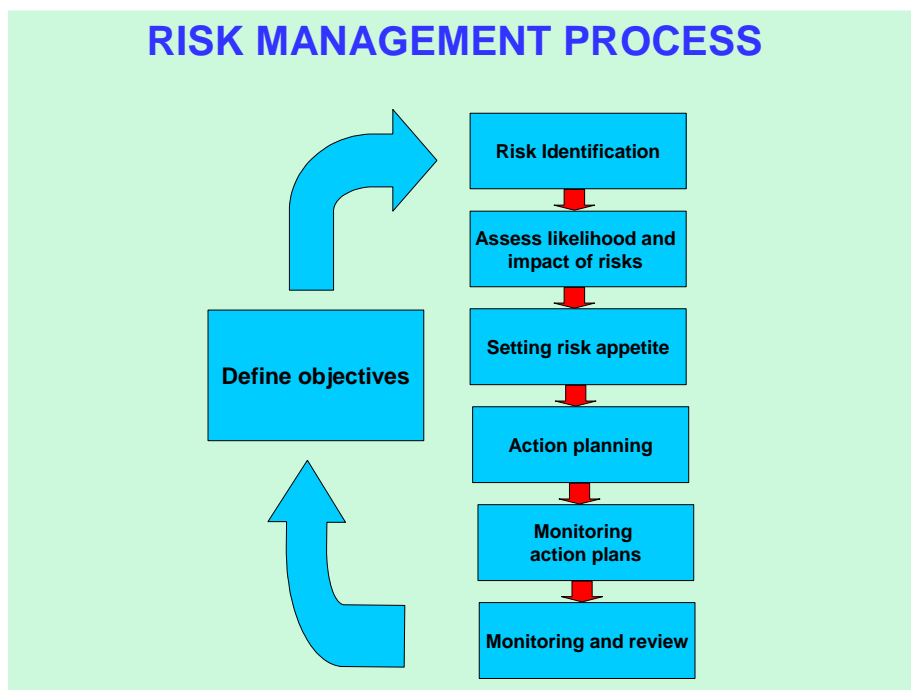 RISK MANAGEMENT PROCESS
Risk Identification
Assess likelihood and
impact of risks
Setting risk appetite
Define objectives
Action planning
Monitoring
action plans
Monitoring and review